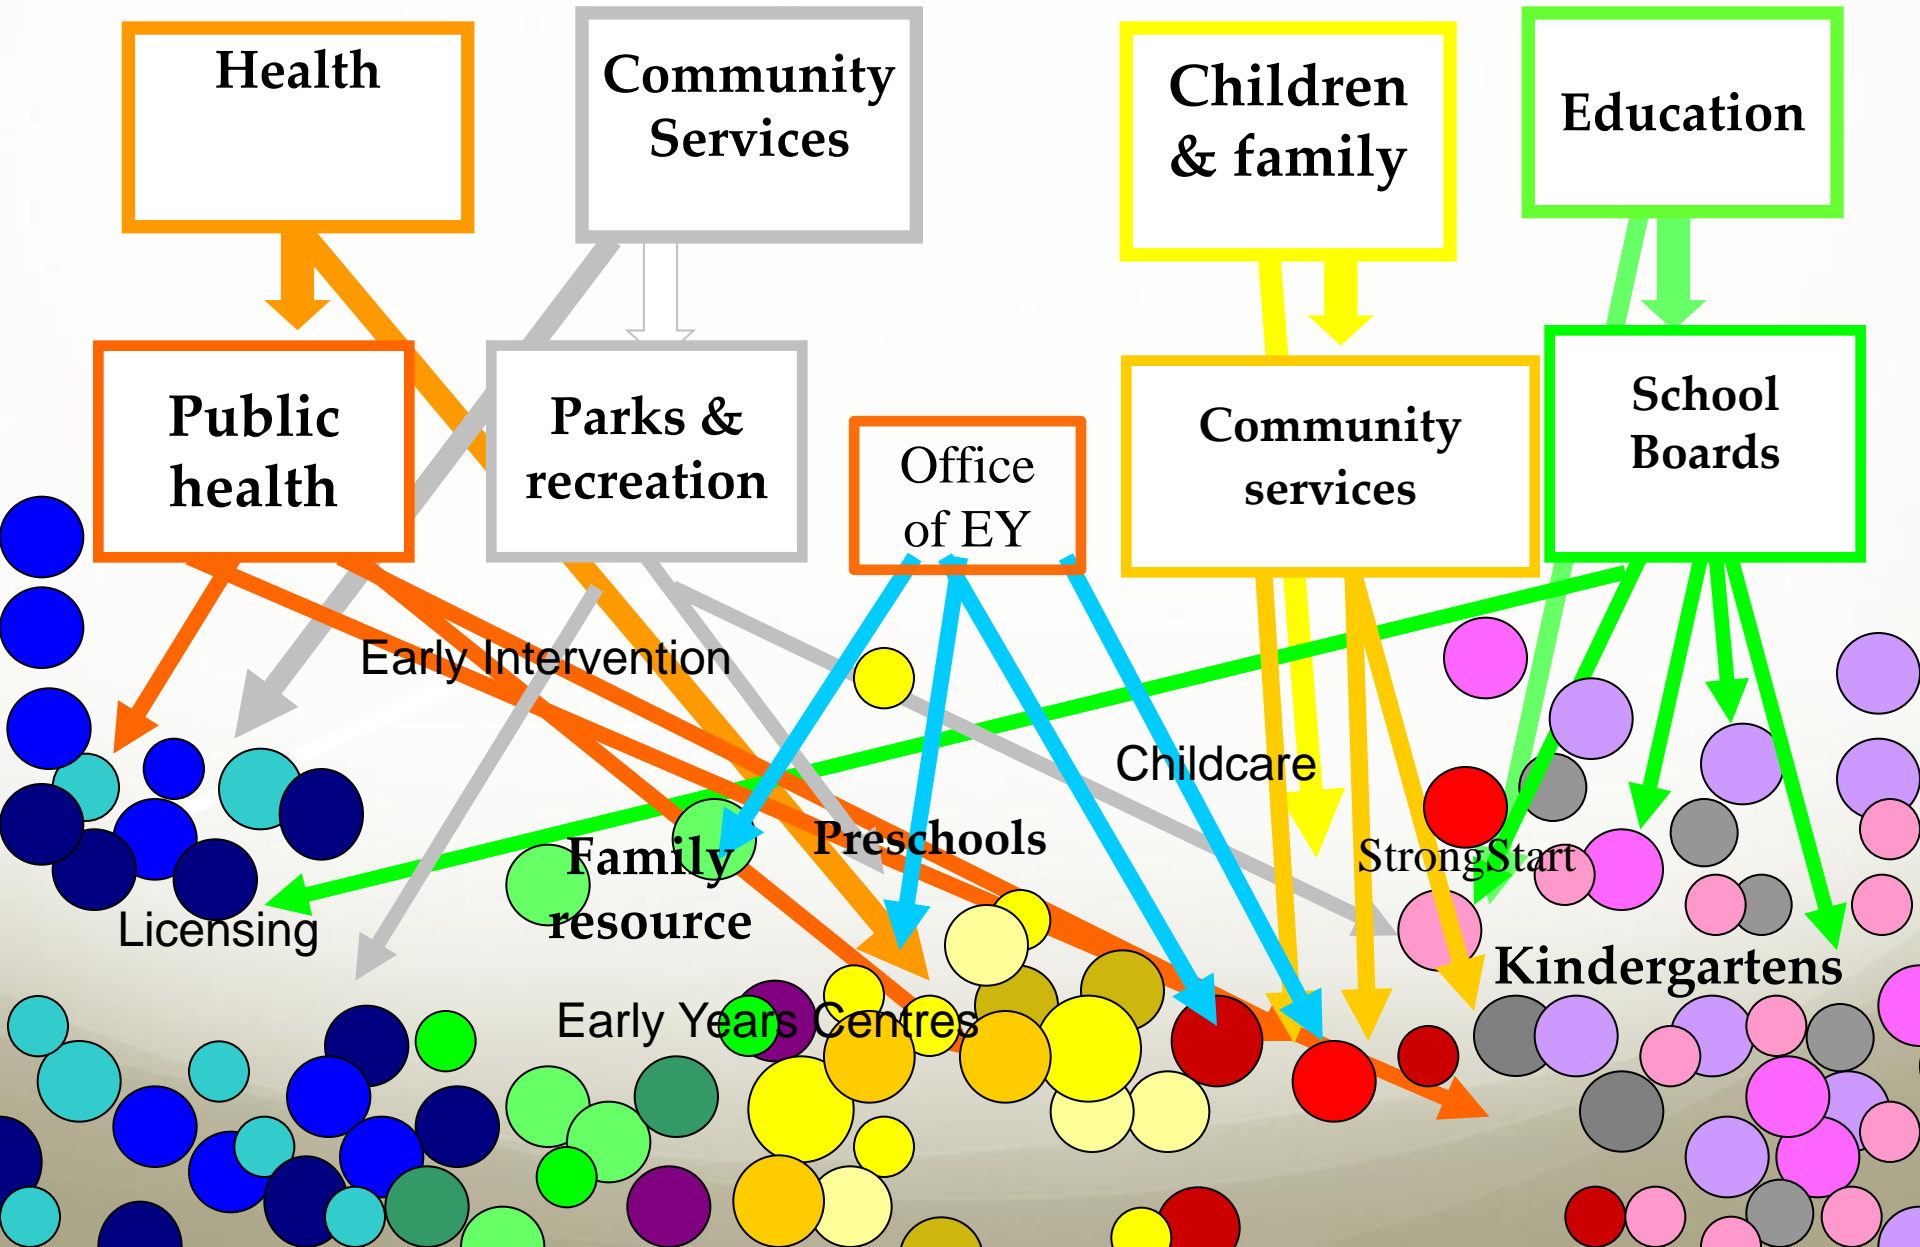 Health
Community
Services
Children
& family
Education
Public
health
Parks &
recreation
Office
of EY
Community
services
School
Boards
Early Intervention
Childcare
Family
resource
Preschools
StrongStart
Licensing
Kindergartens
Early Years Centres